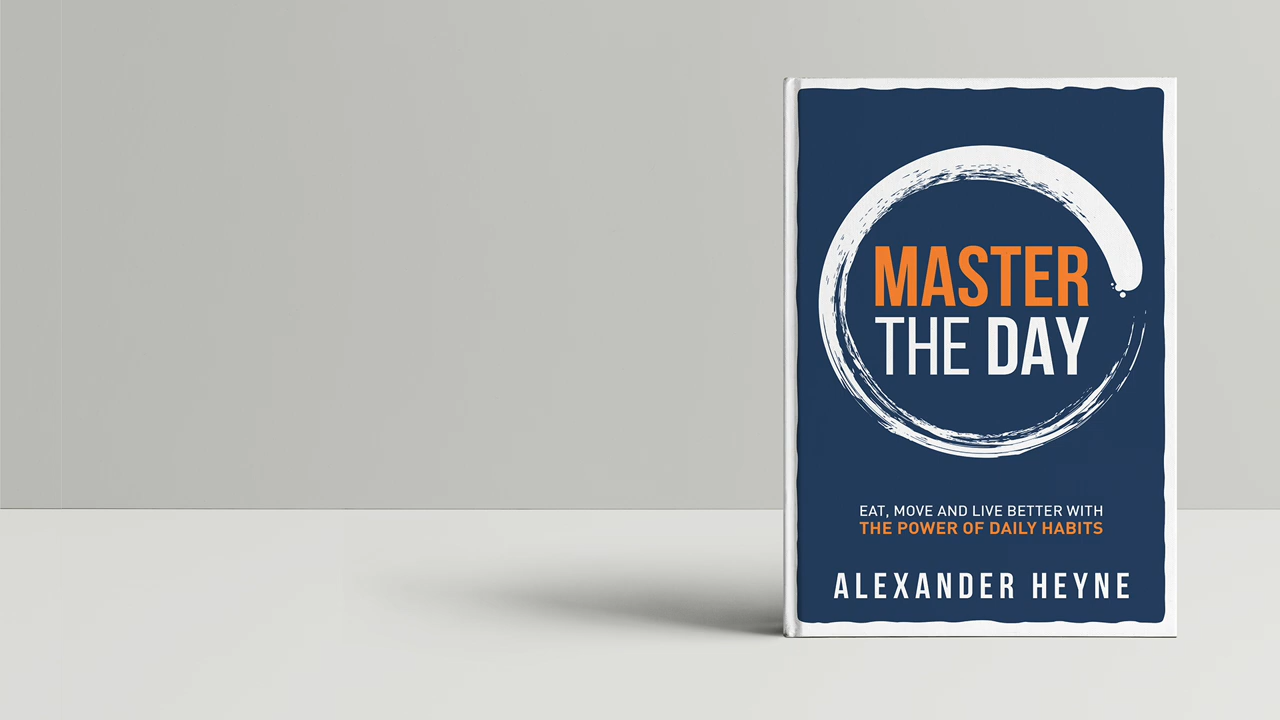 MASTER
THE DAY
EAT, MOVE AND LIVE BETTER WITH
THE POWER OF DAILY HABITS
ALEXANDER HEYNE